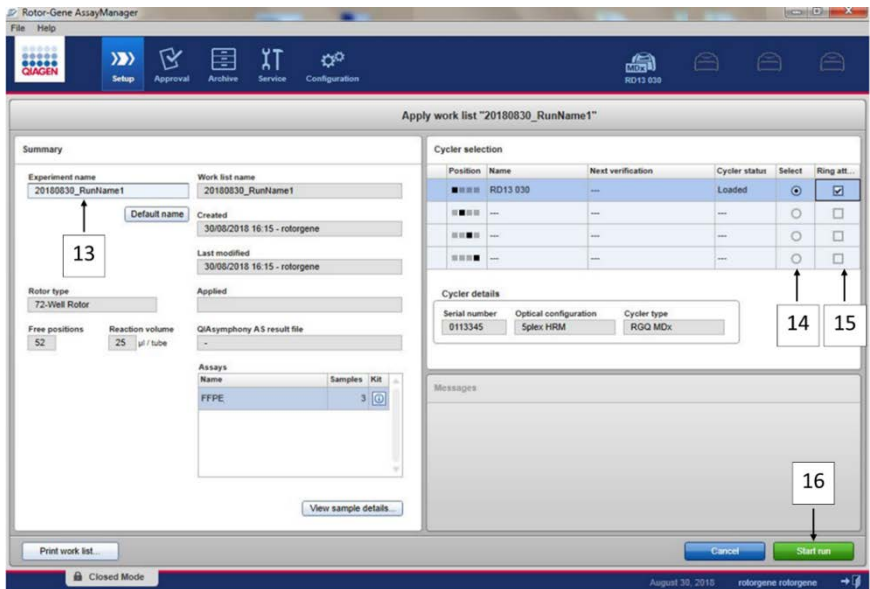 Rotor-Gene AssayManager
File Help
QIAGEN
Setup Approval Archive Service Configuration
MDx
RD13 030
Apply work list "20180830_RunName1"
Summary
Experiment name
20180830_RunName1
Default name
13
Work list name
20180830_RunName1
Created
30/08/2018 16:15 - rotorgene
Last modified
30/08/2018 16:15 - rotorgene
Rotor type
72-Well Rotor
Applied
Free positions
52
Reaction volume
25 µl / tube
QIAsymphony AS result file
-
Assays
Name Samples Kit
FFPE 3
View sample details...
Cycler selection
Position Name Next verification Cycler status Select Ring att...
RD13 030 --- Loaded
--- --- ---
--- --- ---
--- --- ---
14
15
Cycler details
Serial number Optical configuration Cycler type
0113345 5plex HRM RGQ MDx
Messages
16
Print work list...
Cancel
Start run
Closed Mode
August 30, 2018 rotorgene rotorgene